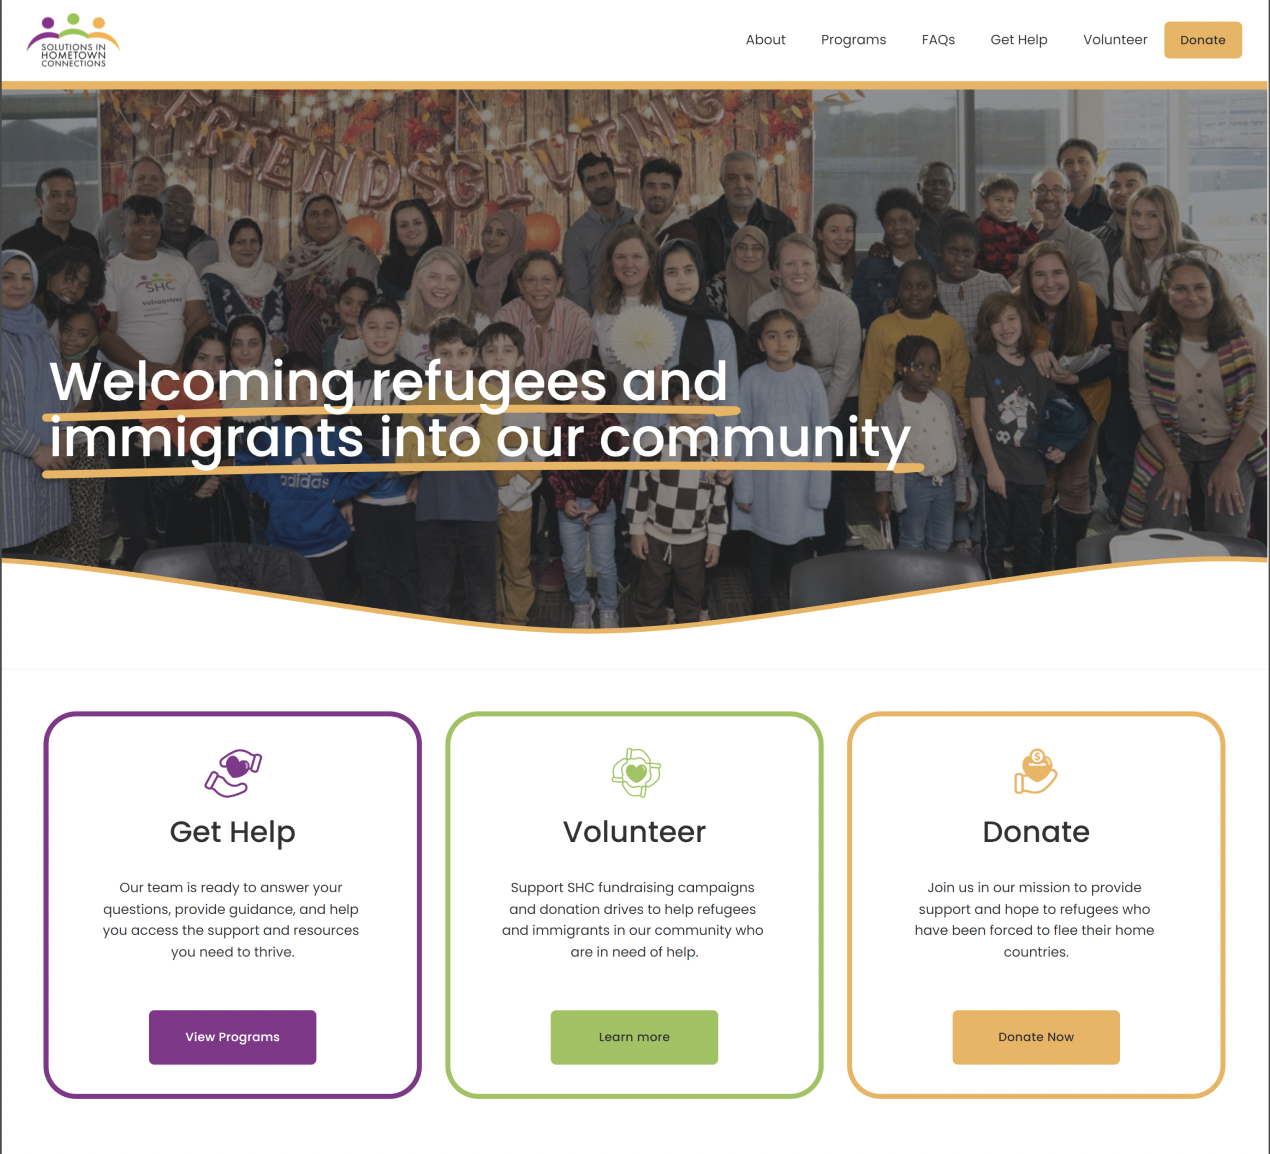 SOLUTIONS IN
HOMETOWN
CONNECTIONS
About
Programs
FAQs
Get Help
Volunteer
Donate
FRIENDSGIVING
SHC
volunteer
Welcoming refugees and
immigrants into our community
adidas
Get Help
Our team is ready to answer your
questions, provide guidance, and help
you access the support and resources
you need to thrive.
View Programs
Volunteer
Support SHC fundraising campaigns
and donation drives to help refugees
and immigrants in our community who
are in need of help.
Learn more
$
Donate
Join us in our mission to provide
support and hope to refugees who
have been forced to flee their home
countries.
Donate Now